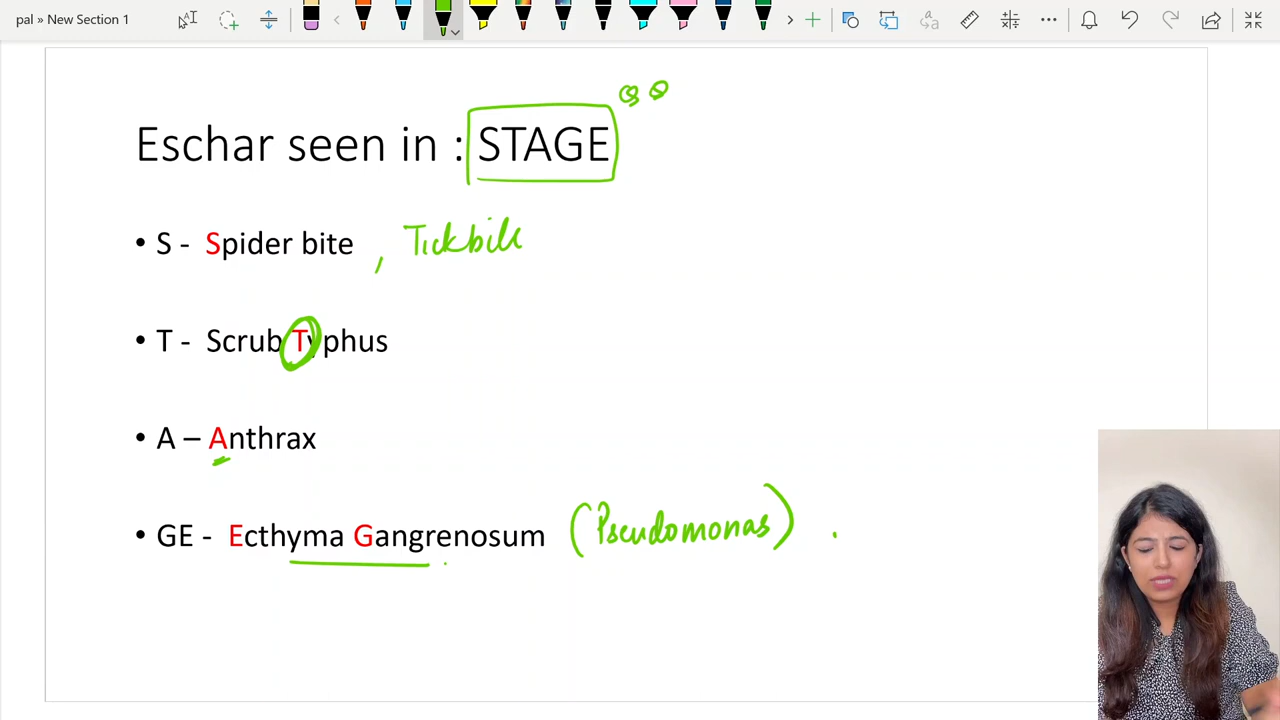 pal » New Section 1
Eschar seen in : STAGE
• S - Spider bite , Tickbite
• T - Scrub Typhus
• A – Anthrax
• GE - Ecthyma Gangrenosum (Pseudomonas)